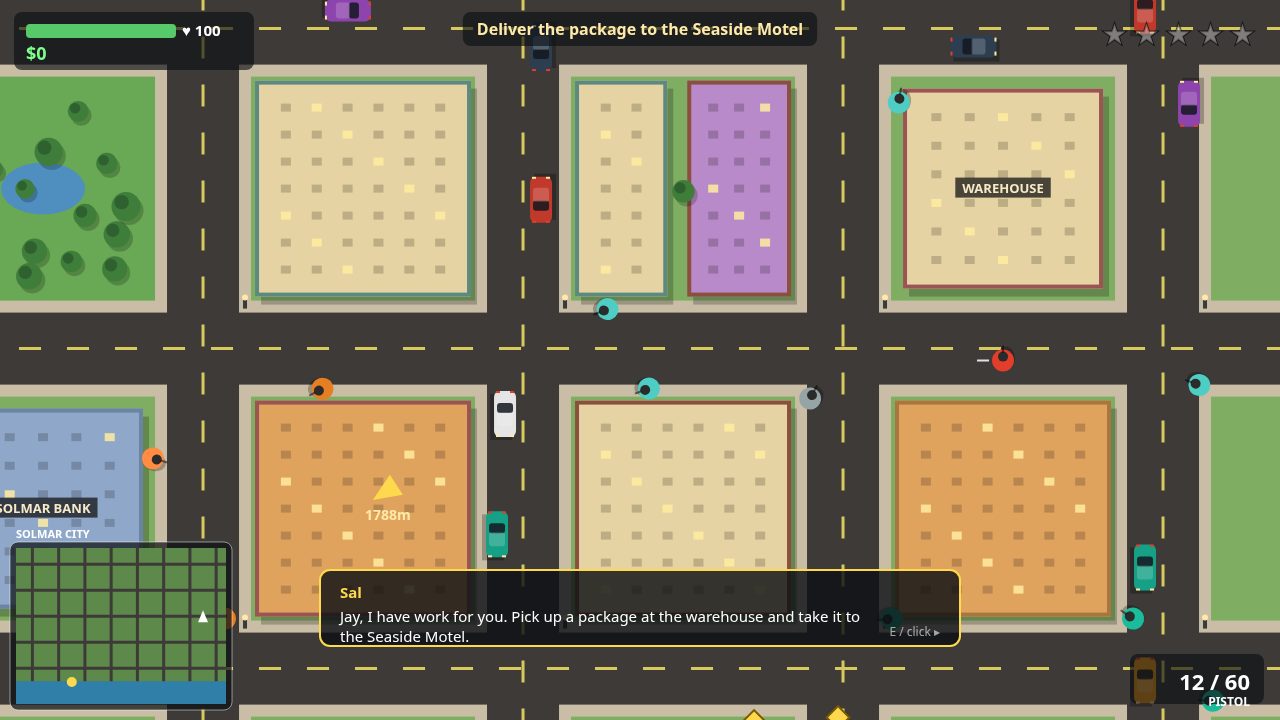 ♥ 100
$0
Deliver the package to the Seaside Motel
WAREHOUSE
SOLMAR BANK
SOLMAR CITY
1788m
Sal
Jay, I have work for you. Pick up a package at the warehouse and take it to
the Seaside Motel.
E / click ▸
12 / 60
PISTOL